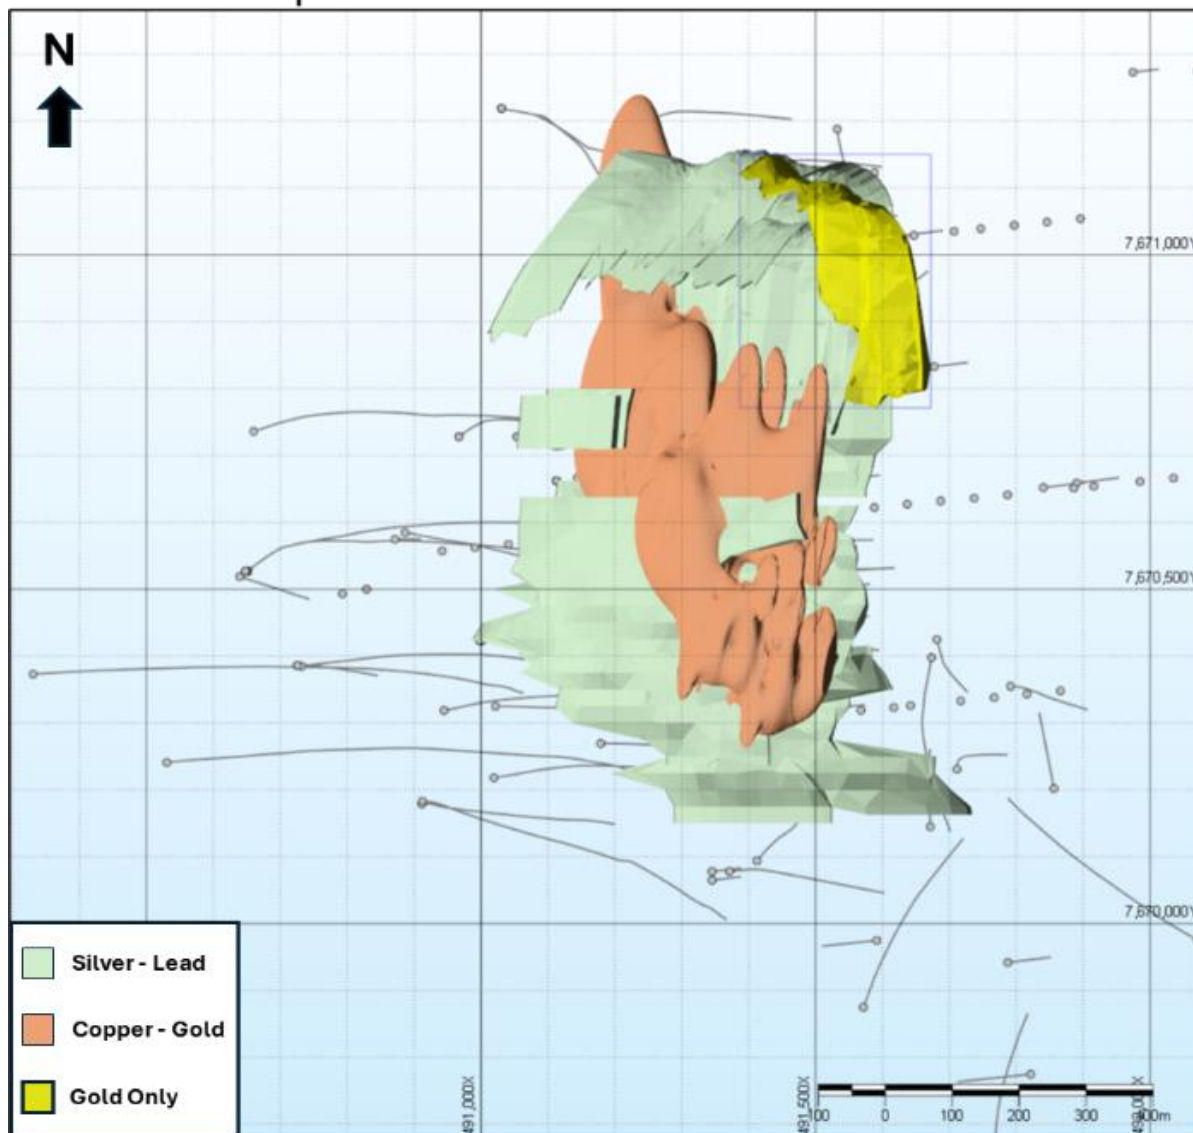 N
7,671,000Y
7,670,500Y
7,670,000Y
Silver - Lead
Copper - Gold
Gold Only
491,000X
491,500X
100 0 100 200 300 400m